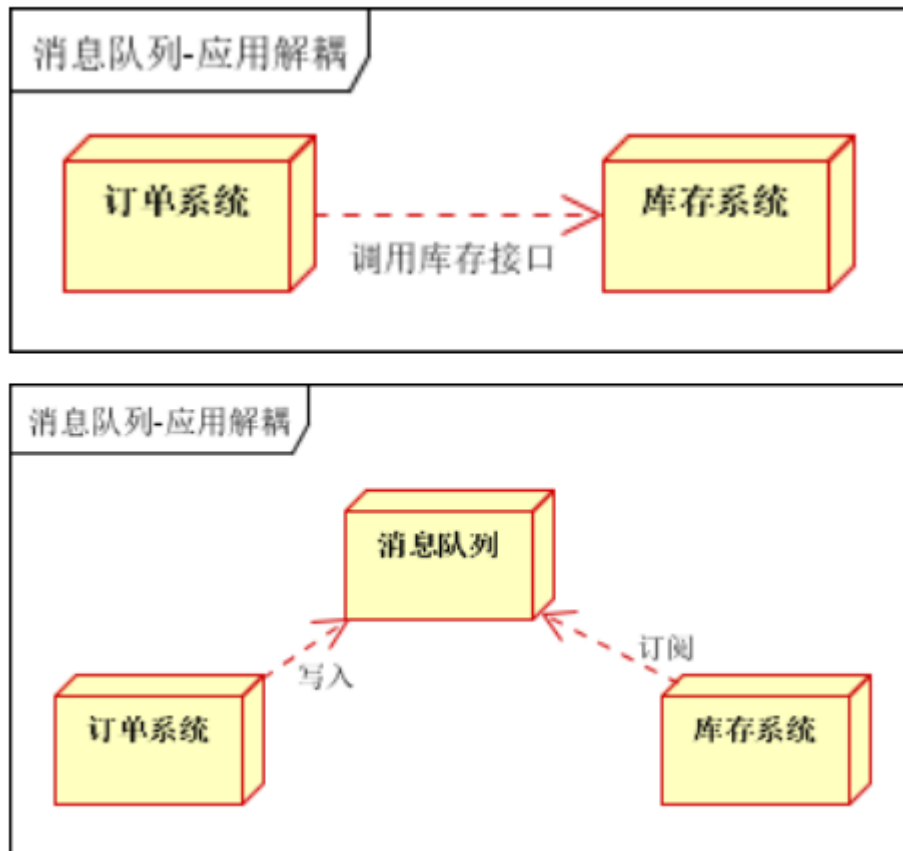 消息队列-应用解耦
订单系统
库存系统
调用库存接口
消息队列-应用解耦
消息队列
写入
订阅
订单系统
库存系统